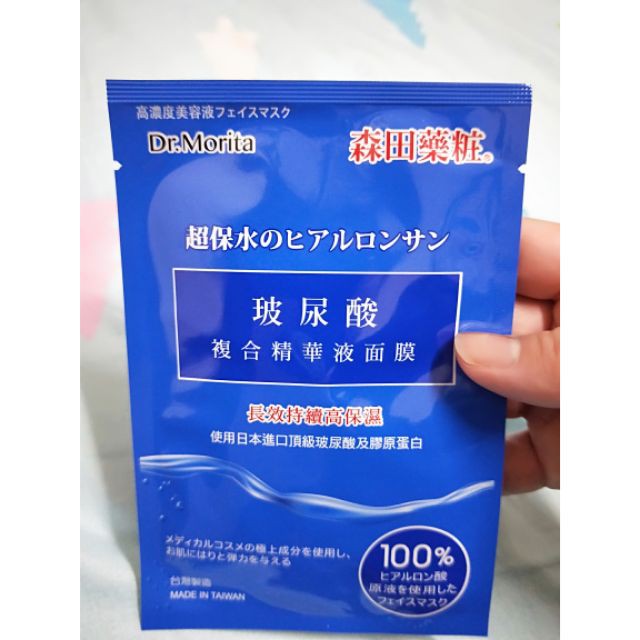 高濃度美容液フェイスマスク
Dr.Morita
森田藥粧®
超保水のヒアルロンサン
玻尿酸
複合精華液面膜
長效持續高保濕
使用日本進口頂級玻尿酸及膠原蛋白
メディカルコスメの極上成分を使用し、
お肌にはりと弾力を与える
台灣製造
MADE IN TAIWAN
100%
ヒアルロン酸
原液を使用した
フェイスマスク